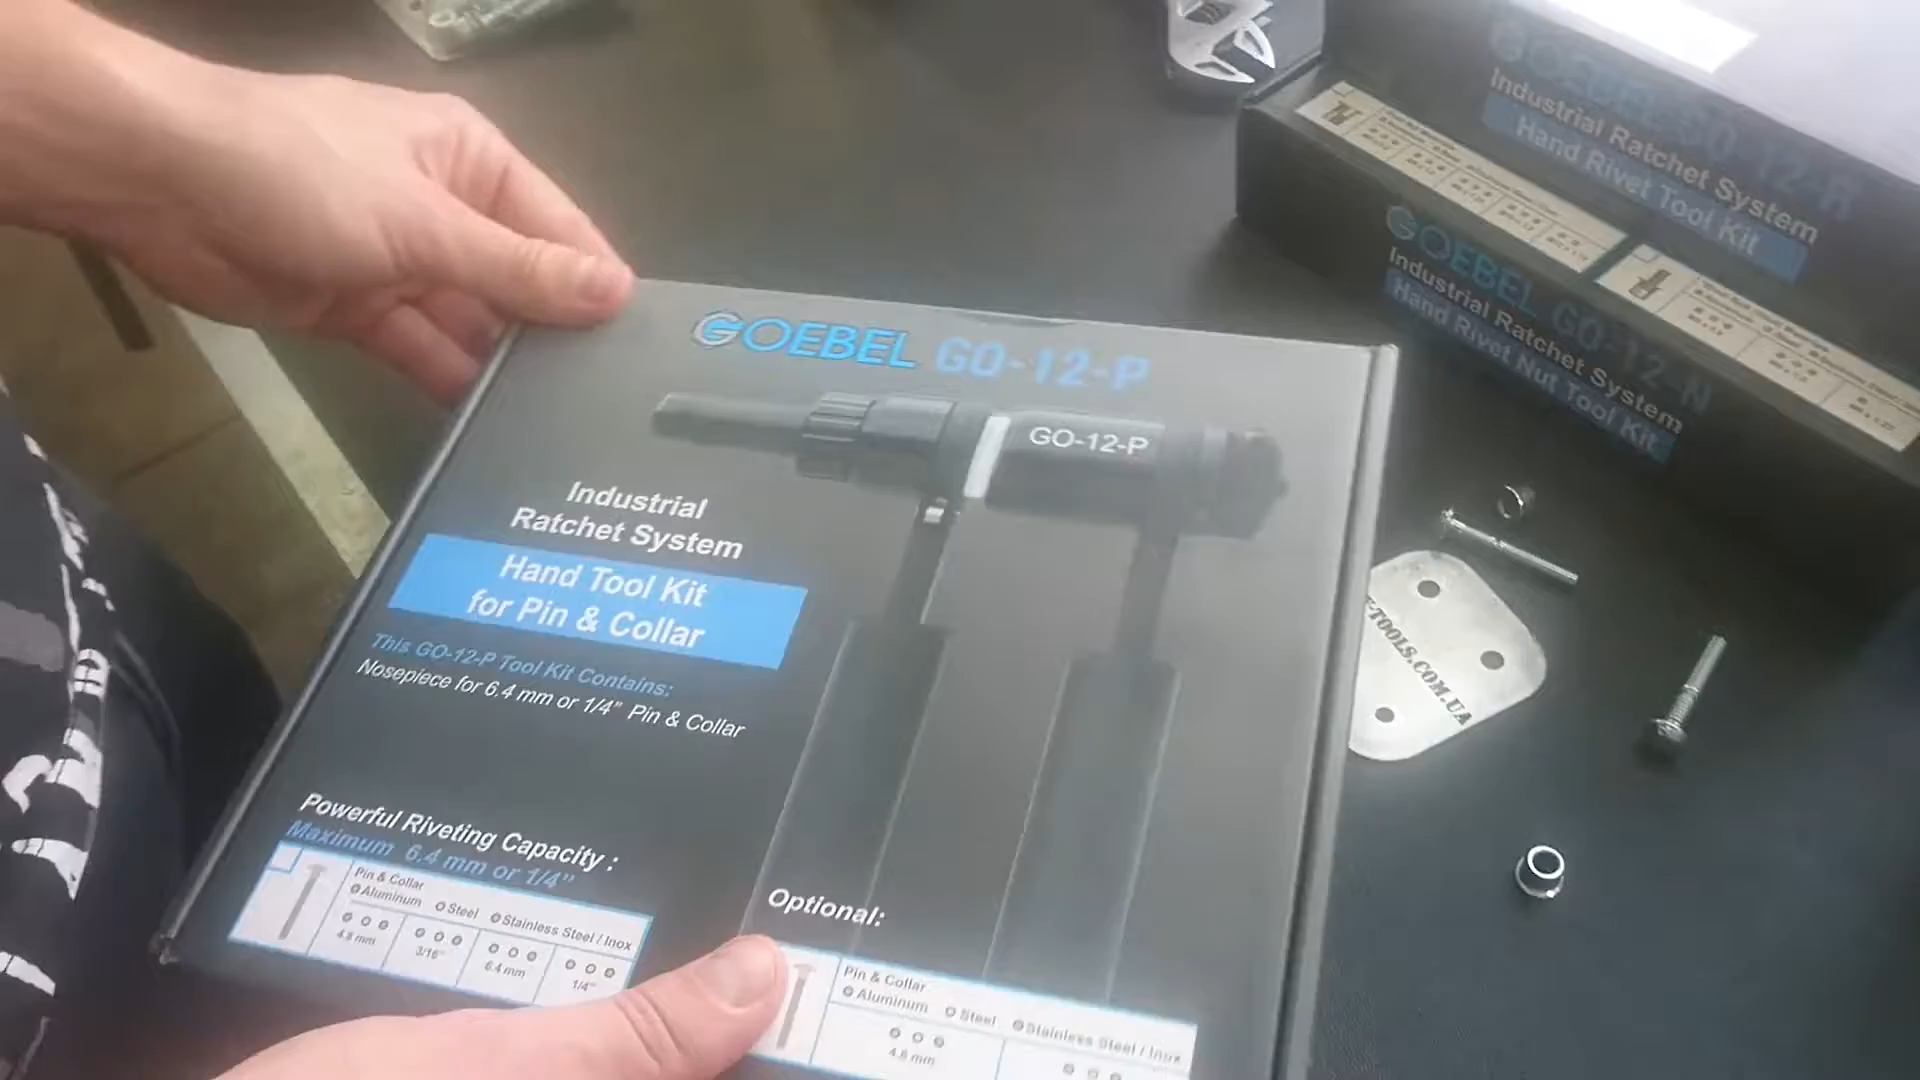 GOEBEL GO-12-P
GO-12-P
Industrial
Ratchet System
Hand Tool Kit
for Pin & Collar
This GO-12-P Tool Kit Contains:
Nosepiece for 6.4 mm or 1/4" Pin & Collar
Powerful Riveting Capacity :
Maximum 6.4 mm or 1/4"
Pin & Collar
Aluminum Steel Stainless Steel / Inox
4.8 mm 3/16" 6.4 mm 1/4"
Optional:
Pin & Collar
Aluminum Steel Stainless Steel / Inox
4.8 mm
GOEBEL GO-12-R
Industrial Ratchet System
Hand Rivet Tool Kit
GOEBEL GO-12-N
Industrial Ratchet System
Hand Rivet Nut Tool Kit
-TOOLS.COM.UA